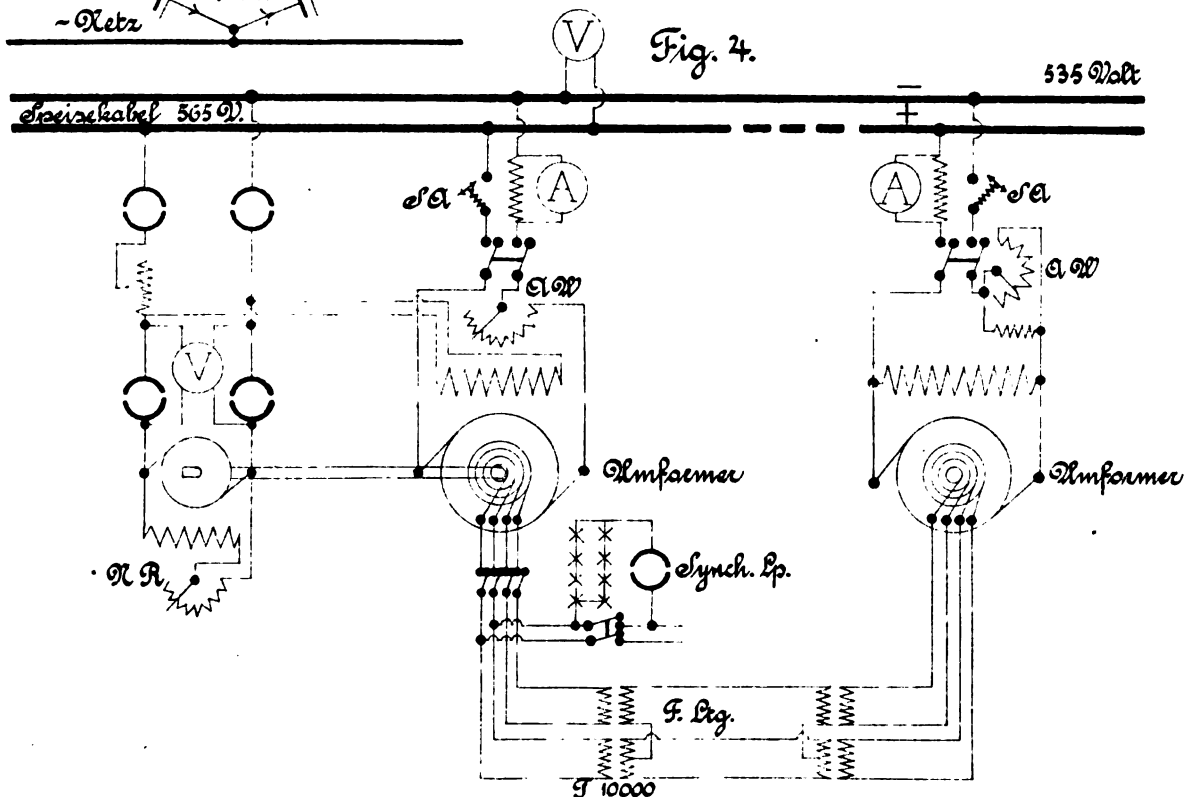 ~Netz
Fig. 4.
V
535 Volt
Speisekabel 565 V.
− +
SA
A
A
SA
AW
AW
V
D
Umformer
Umformer
NR
Synch. Lp.
F. Ltg.
T 10000